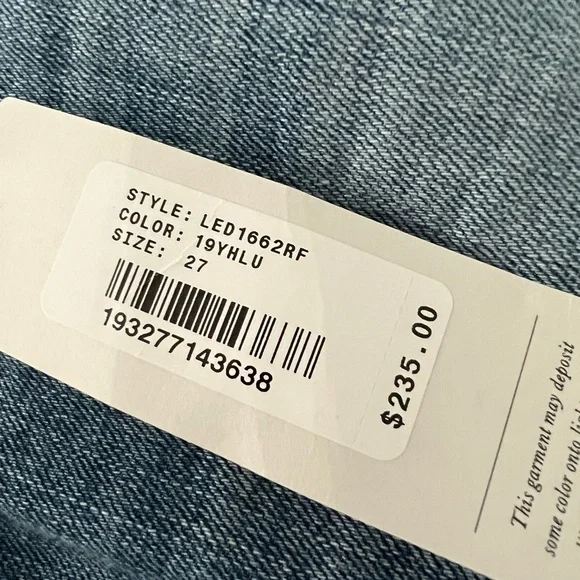 STYLE: LED1662RF
COLOR: 19YHLU
SIZE: 27
193277143638
$235.00
This garment may deposit
some color onto